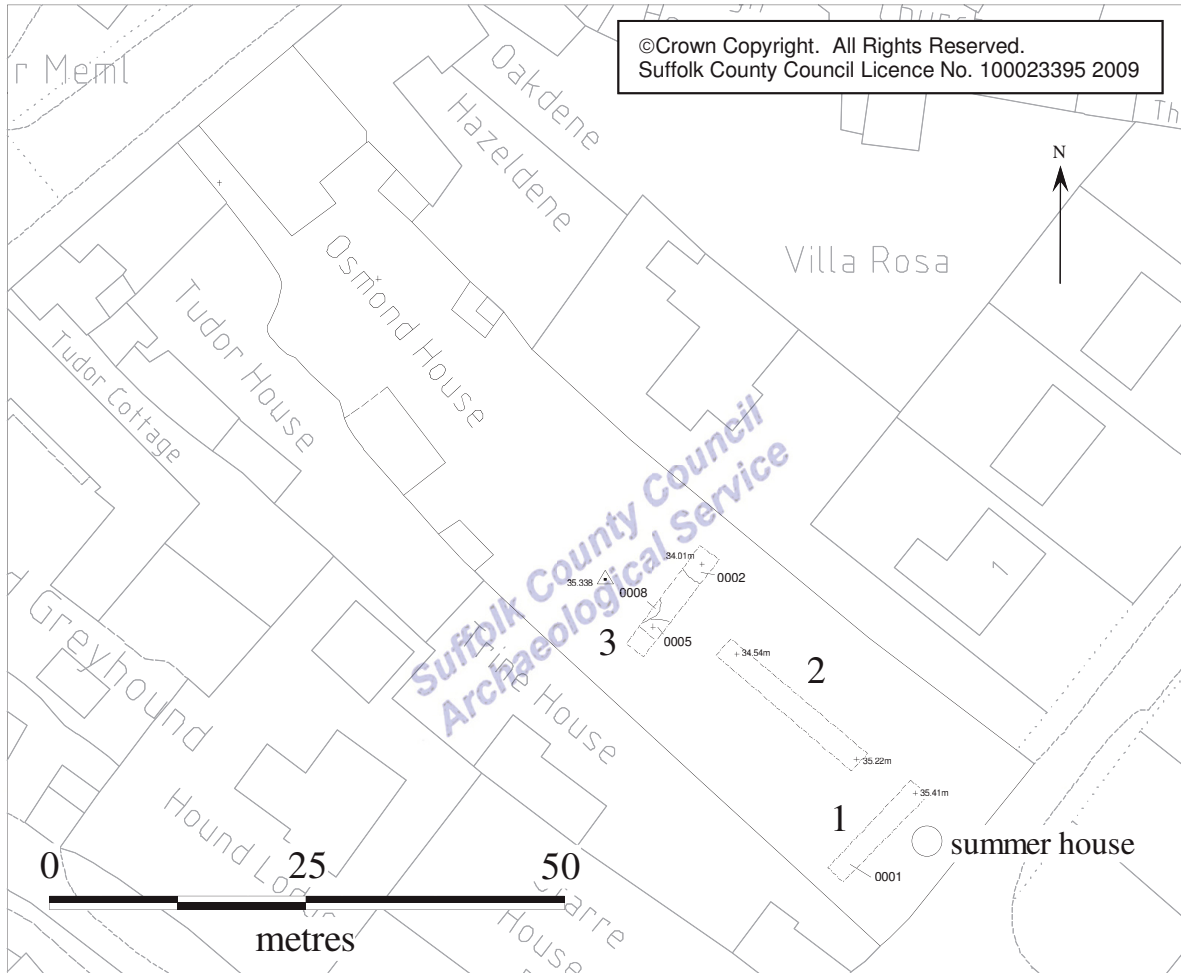 ©Crown Copyright. All Rights Reserved.
Suffolk County Council Licence No. 100023395 2009
r Meml
Oakdene
Hazeldene
Th
N
Villa Rosa
Osmond House
Tudor House
Tudor Cottage
Suffolk County Council
Archaeological Service
34.01m
0002
35.338
0008
3
0005
1
2
34.54m
35.22m
Greyhound
House
1
35.41m
summer house
0001
Hound
House
0
25
50
metres